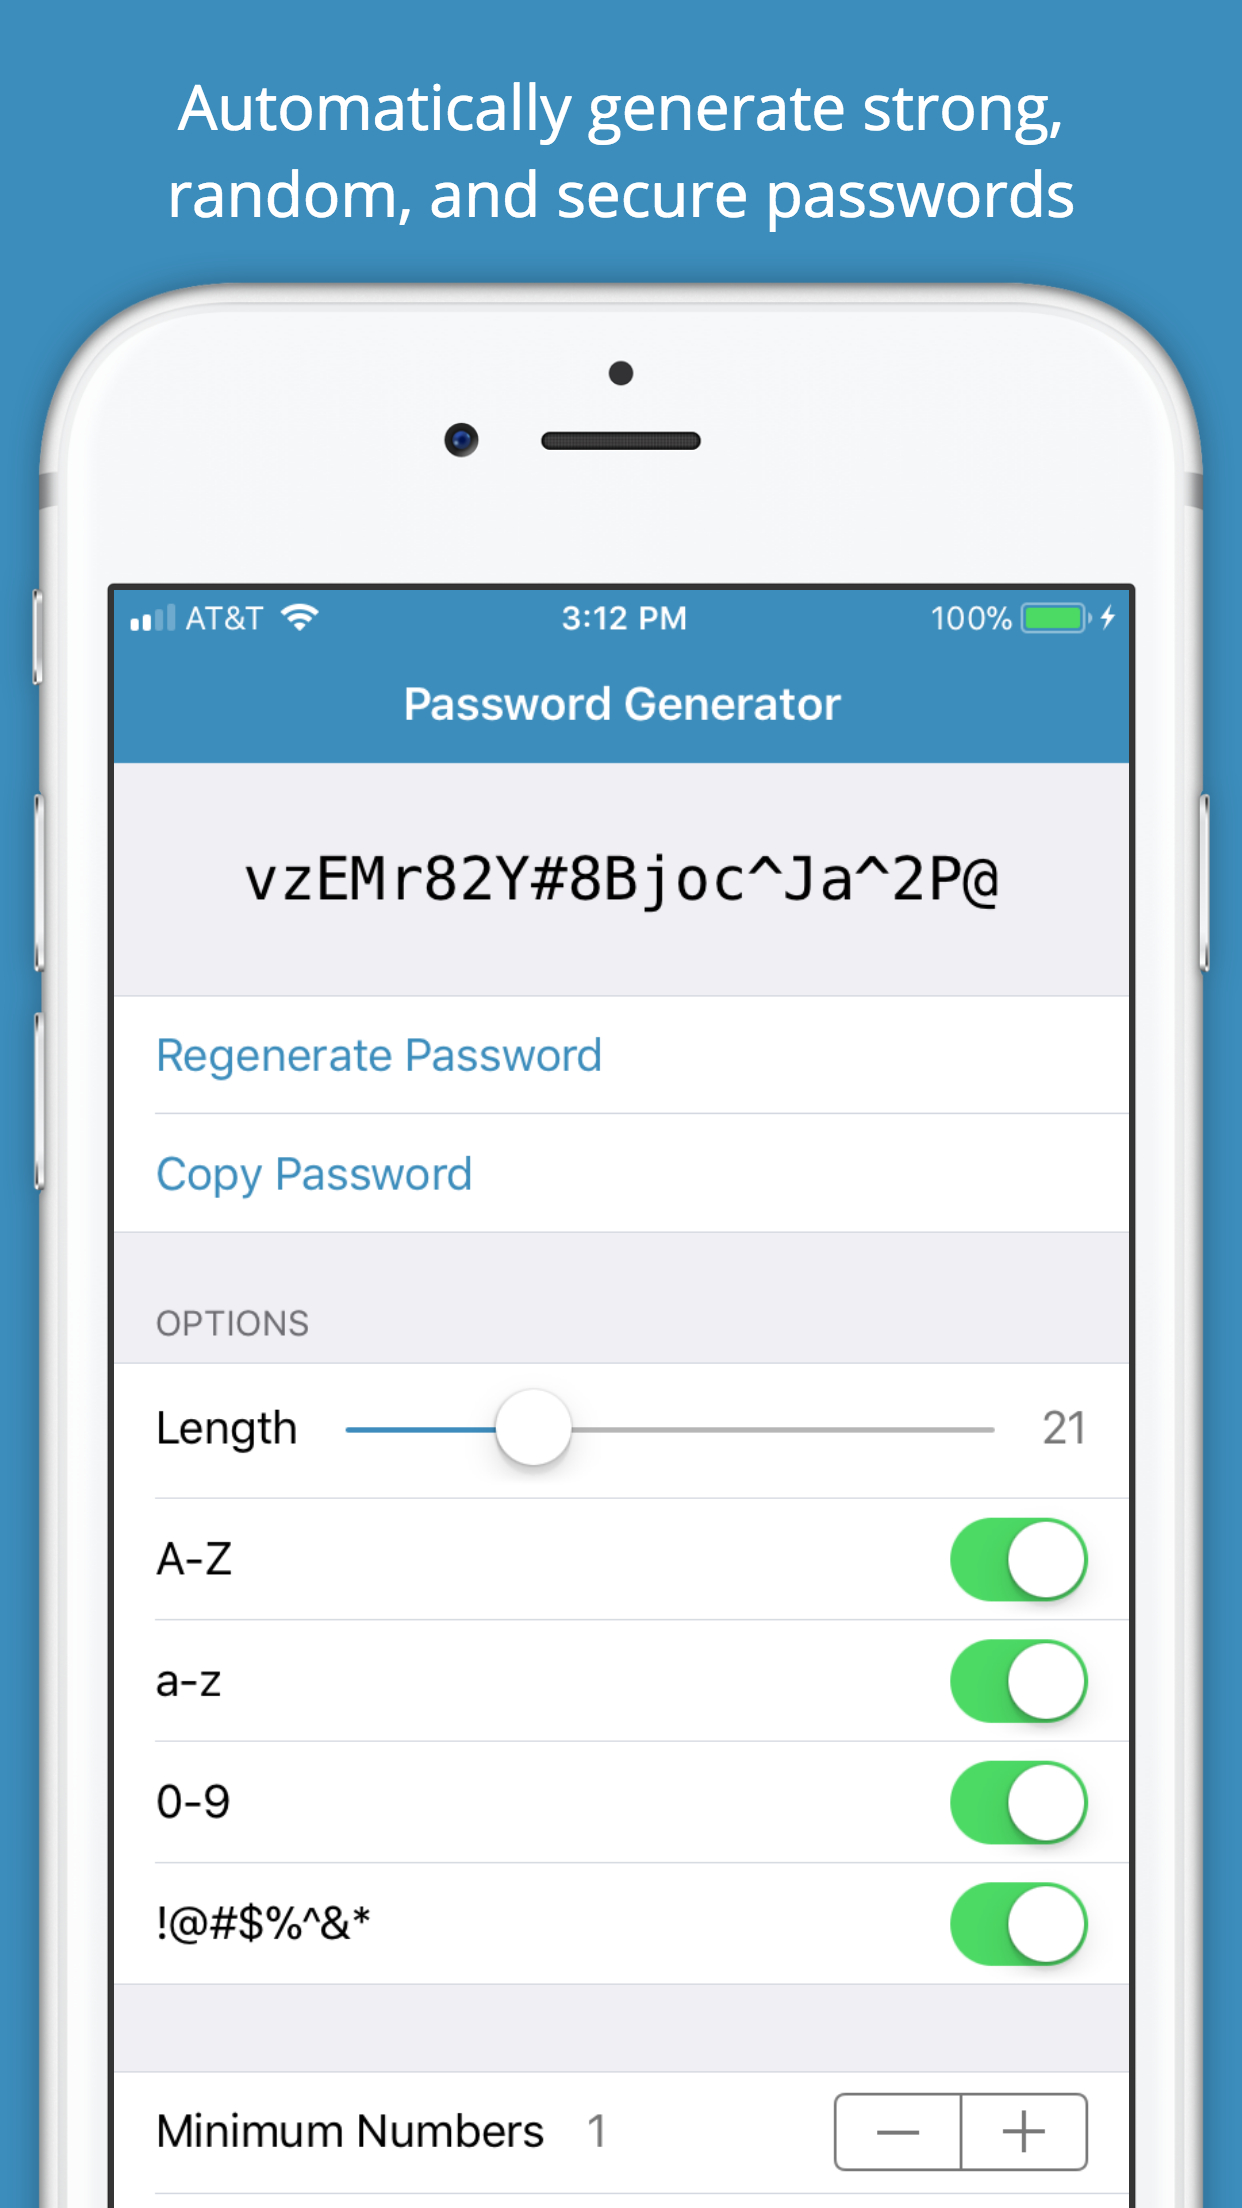 Automatically generate strong,
random, and secure passwords
AT&T 3:12 PM 100%
Password Generator
vzEMr82Y#8Bjoc^Ja^2P@
Regenerate Password
Copy Password
OPTIONS
Length 21
A-Z
a-z
0-9
!@#$%^&*
Minimum Numbers 1